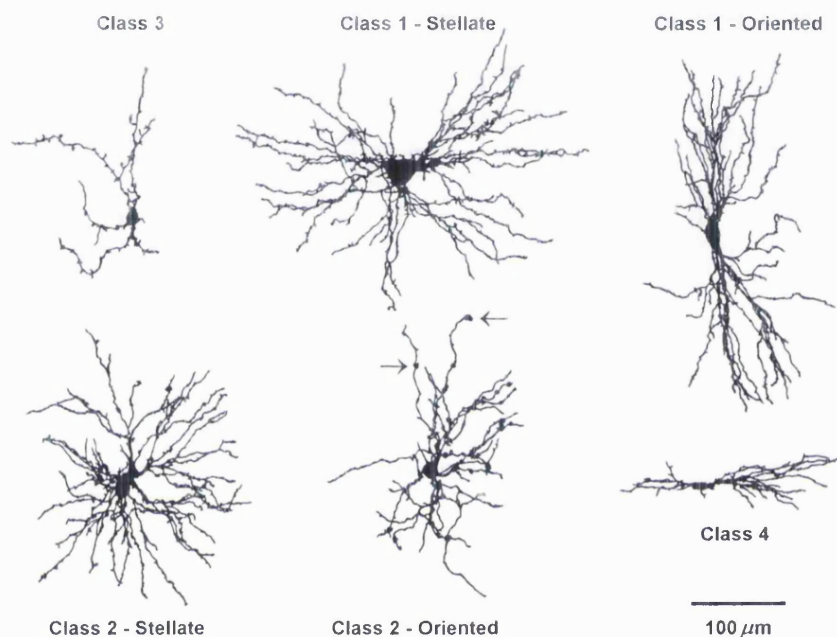 Class 3
Class 1 - Stellate
Class 1 - Oriented
Class 4
Class 2 - Stellate
Class 2 - Oriented
100 μm